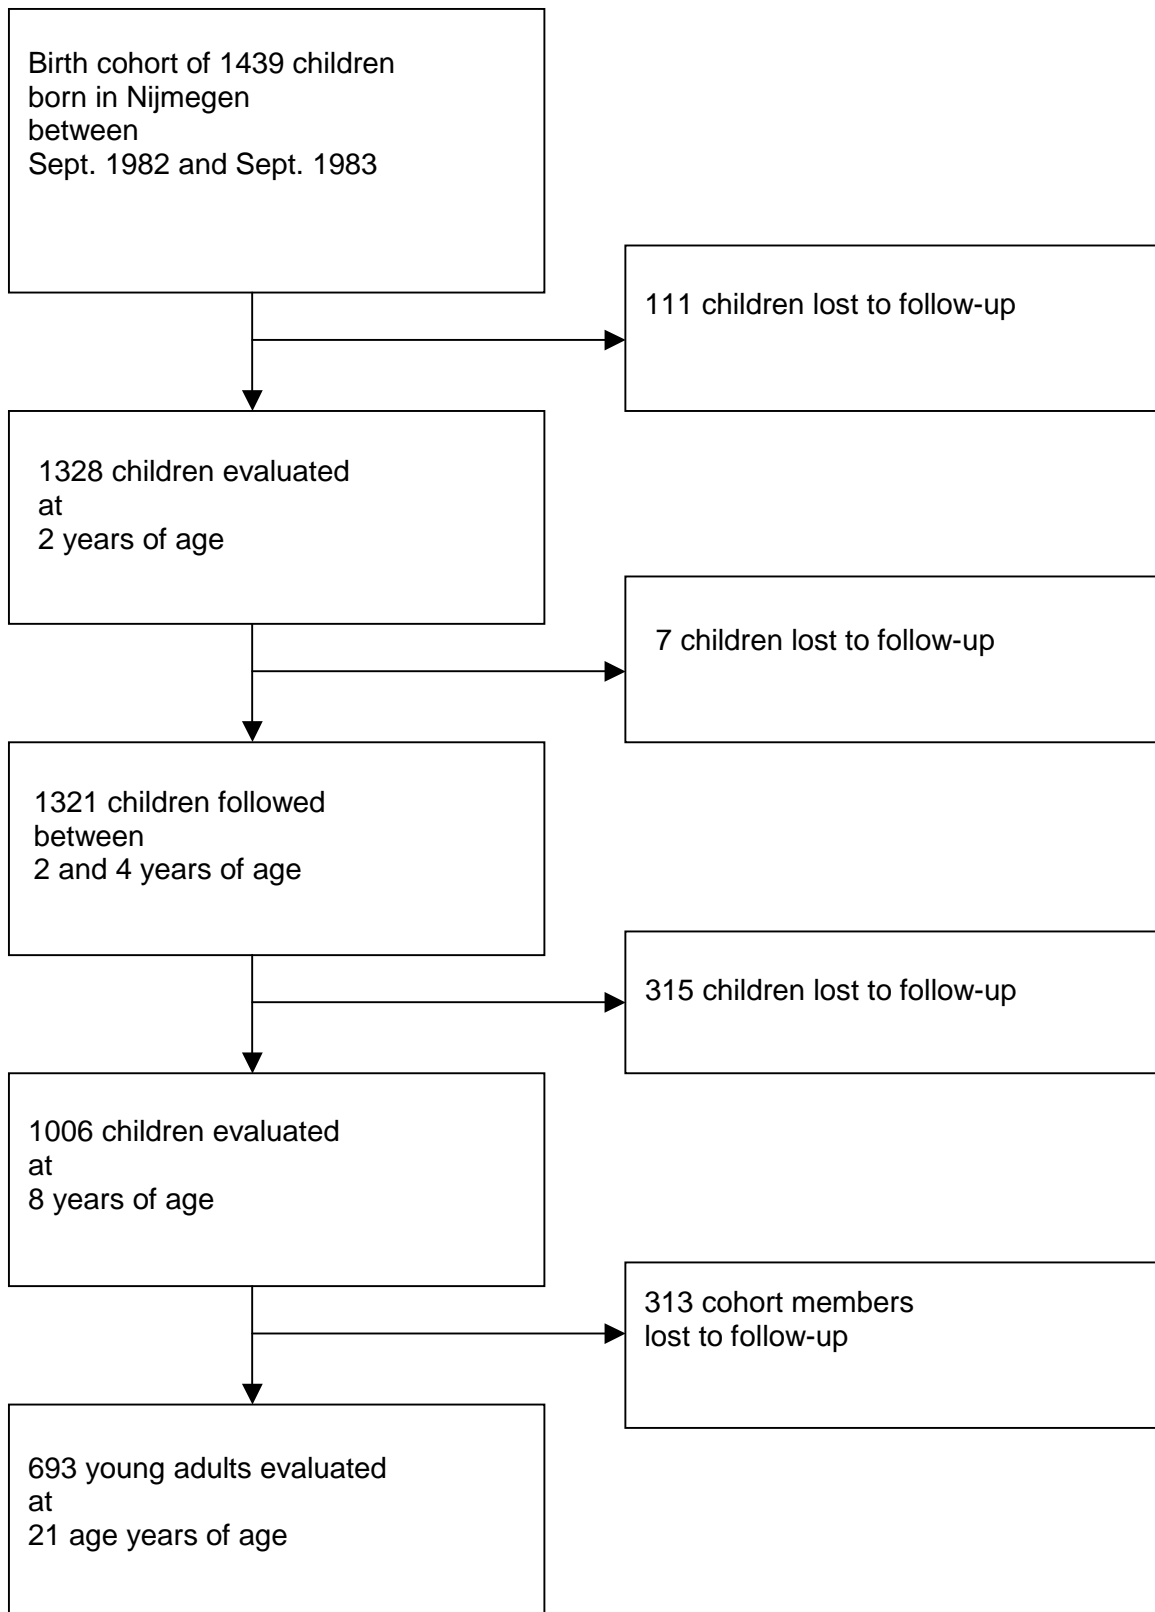 Birth cohort of 1439 children
born in Nijmegen
between
Sept. 1982 and Sept. 1983
111 children lost to follow-up
1328 children evaluated
at
2 years of age
7 children lost to follow-up
1321 children followed
between
2 and 4 years of age
315 children lost to follow-up
1006 children evaluated
at
8 years of age
313 cohort members
lost to follow-up
693 young adults evaluated
at
21 age years of age